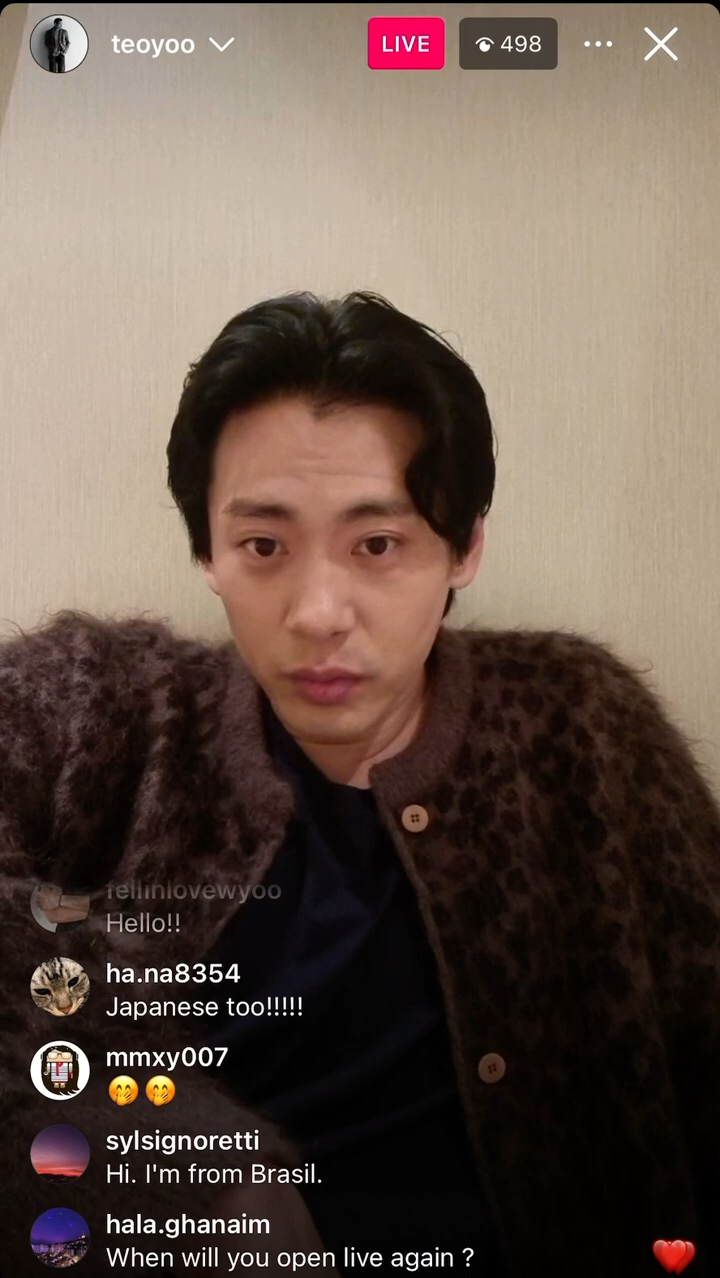 teoyoo
LIVE
498
fellinlovewyoo
Hello!!
ha.na8354
Japanese too!!!!!
mmxy007
🤭🤭
sylsignoretti
Hi. I'm from Brasil.
hala.ghanaim
When will you open live again ?